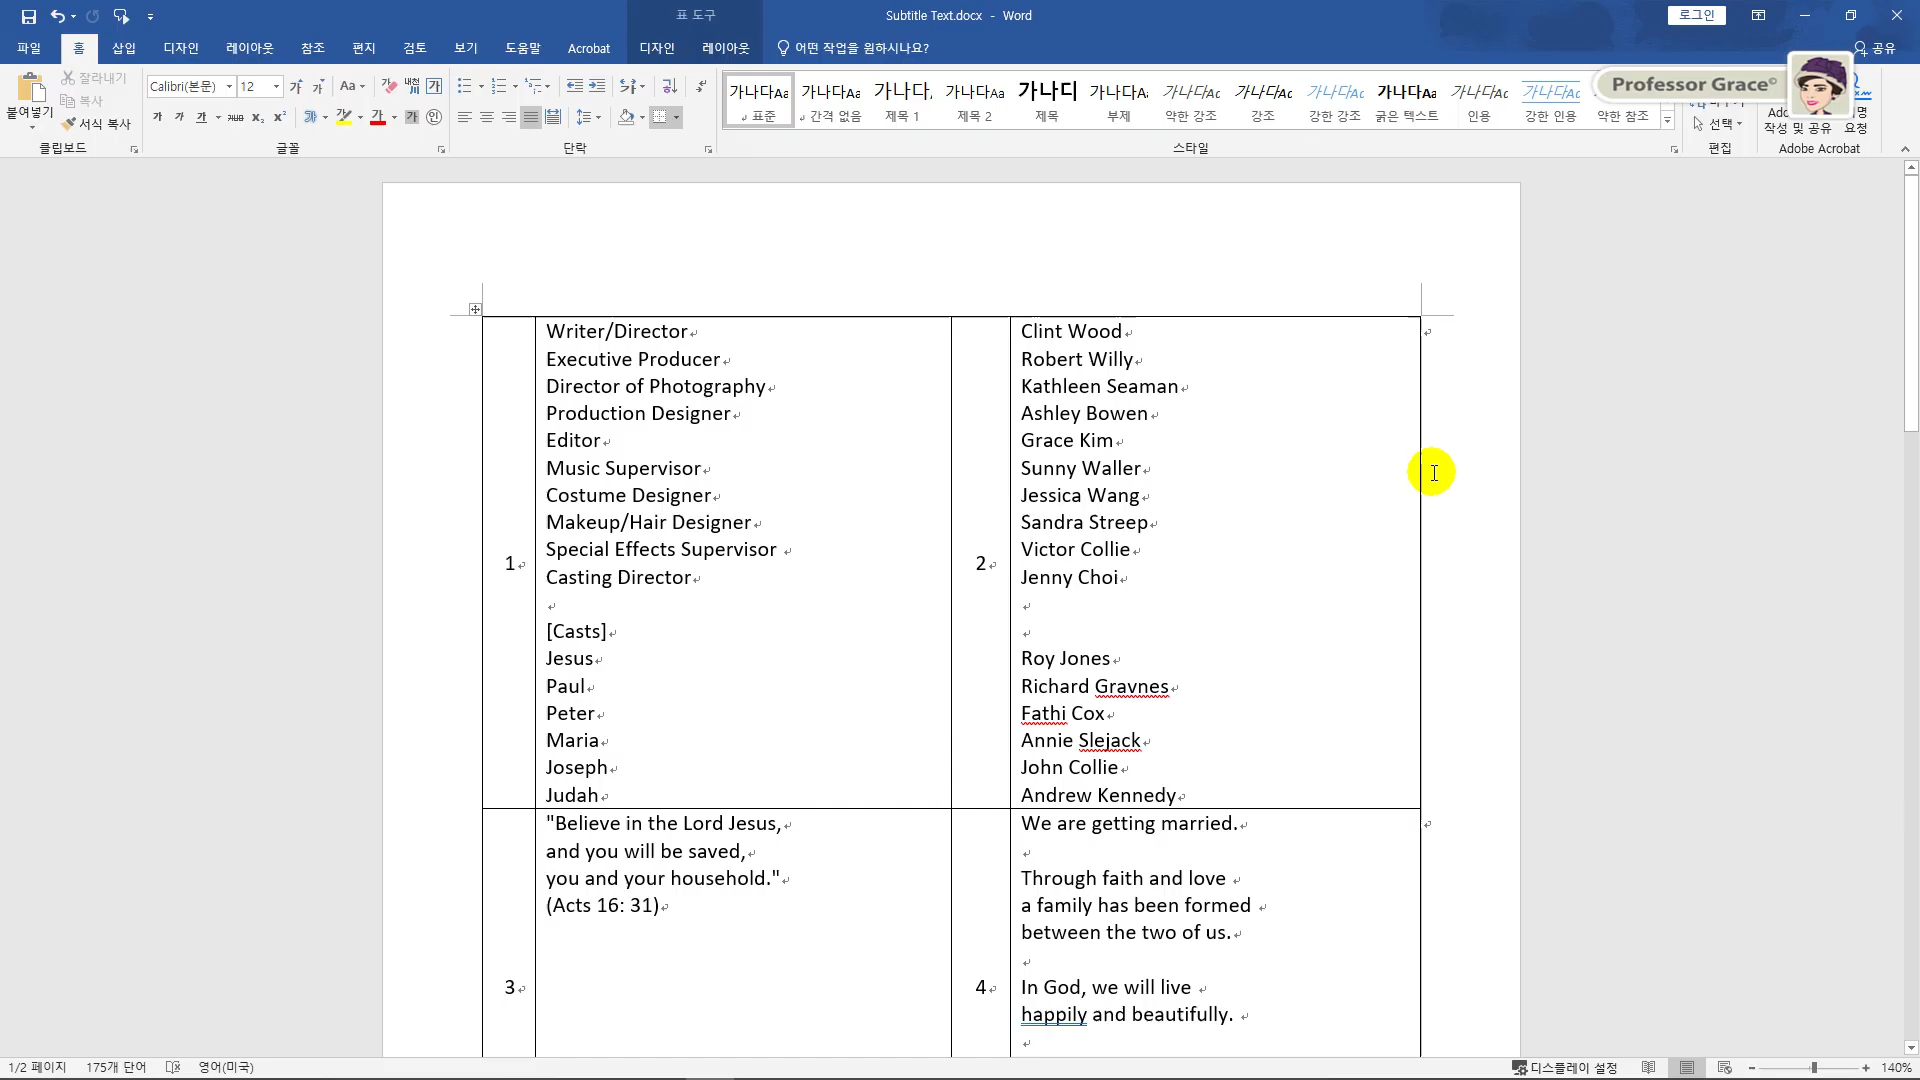 표 도구
Subtitle Text.docx - Word
로그인
파일 홈 삽입 디자인 레이아웃 참조 편지 검토 보기 도움말 Acrobat 디자인 레이아웃 어떤 작업을 원하시나요? 공유
붙여넣기
잘라내기
복사
서식 복사
클립보드
Calibri(본문) 12
글꼴
단락
가나다Aa 가나다Aa 가나다, 가나다Aa 가나디 가나다Aa 가나다Ac 가나다Ac 가나다Ac 가나다Aa 가나다Ac 가나다Ac
표준 간격 없음 제목 1 제목 2 제목 부제 약한 강조 강조 강한 강조 굵은 텍스트 인용 강한 인용 약한 참조
스타일
선택
편집
작성 및 공유 요청
Adobe Acrobat
Professor Grace©
1
Writer/Director
Executive Producer
Director of Photography
Production Designer
Editor
Music Supervisor
Costume Designer
Makeup/Hair Designer
Special Effects Supervisor
Casting Director
[Casts]
Jesus
Paul
Peter
Maria
Joseph
Judah
2
Clint Wood
Robert Willy
Kathleen Seaman
Ashley Bowen
Grace Kim
Sunny Waller
Jessica Wang
Sandra Streep
Victor Collie
Jenny Choi
Roy Jones
Richard Gravnes
Fathi Cox
Annie Slejack
John Collie
Andrew Kennedy
3
"Believe in the Lord Jesus,
and you will be saved,
you and your household."
(Acts 16: 31)
4
We are getting married.
Through faith and love
a family has been formed
between the two of us.
In God, we will live
happily and beautifully.
1/2 페이지 175개 단어 영어(미국) 디스플레이 설정 140%